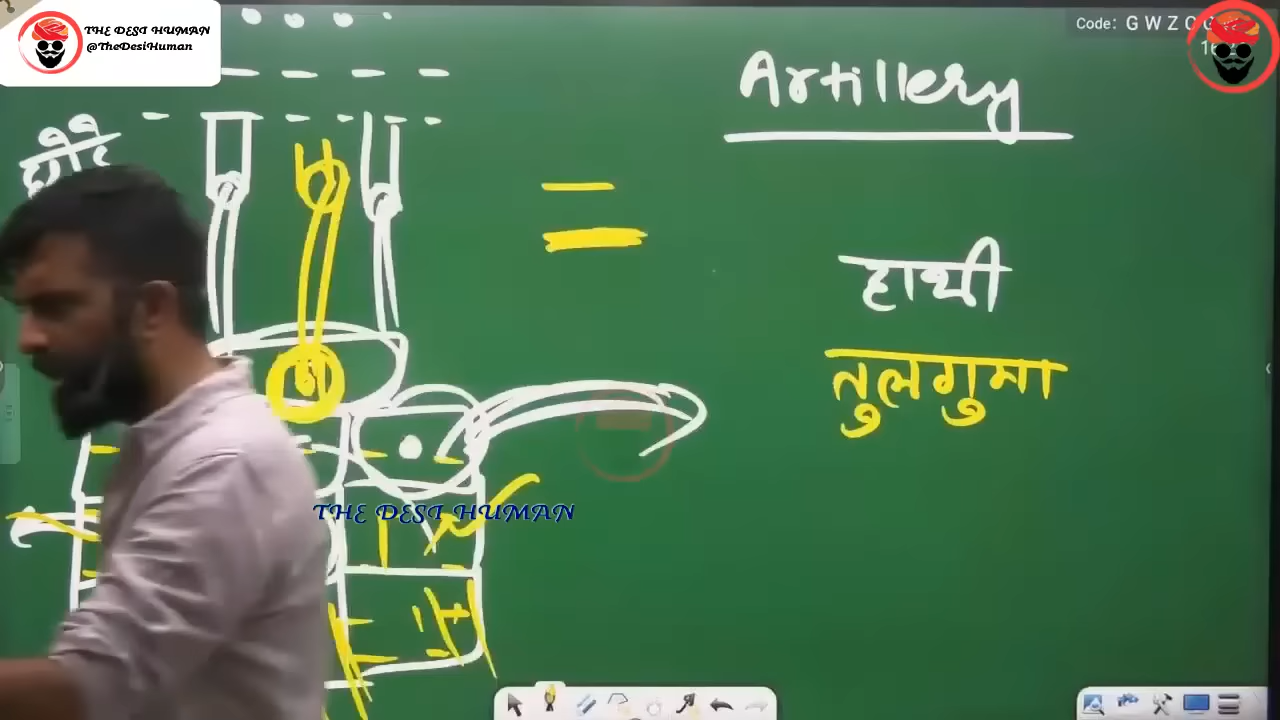 THE DESI HUMAN
@TheDesiHuman
Code: G W Z
Artillery
घोड़े
हाथी
तुलगुमा
THE DESI HUMAN